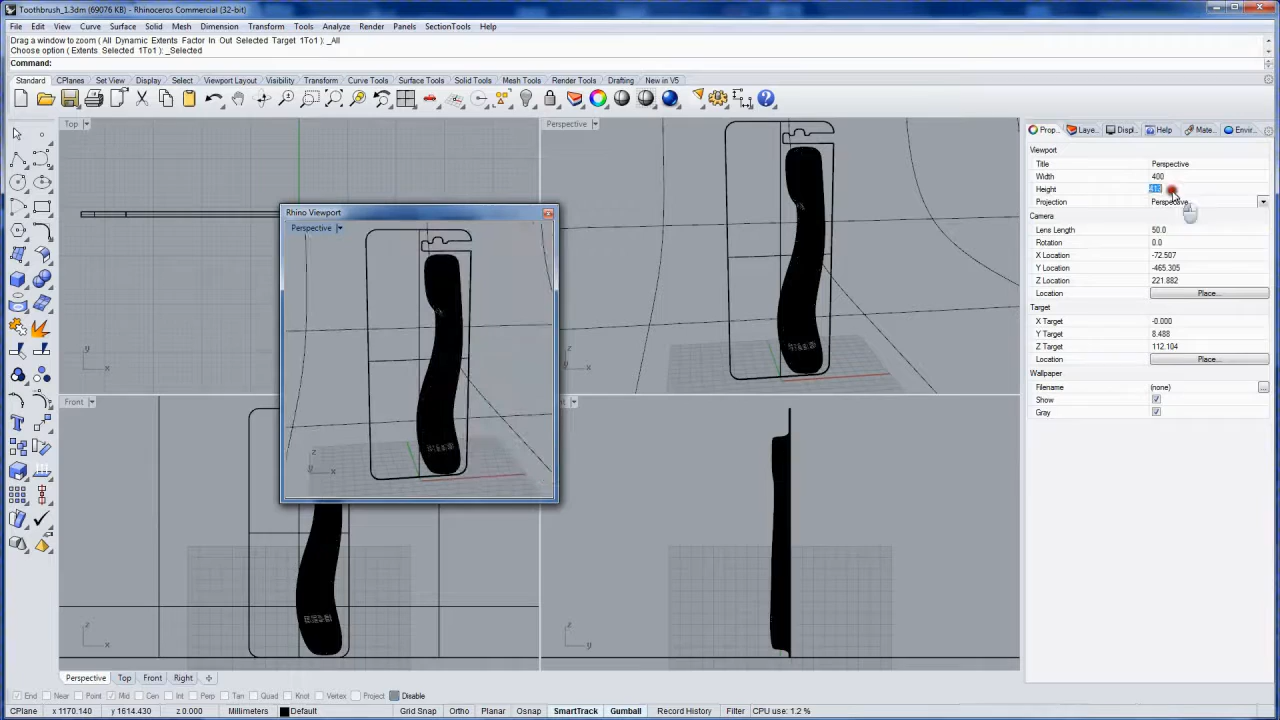 Toothbrush_1.3dm (69076 KB) - Rhinoceros Commercial (32-bit)
File Edit View Curve Surface Solid Mesh Dimension Transform Tools Analyze Render Panels SectionTools Help
Drag a window to zoom ( All Dynamic Extents Factor In Out Selected Target 1To1 ): _All
Choose option ( Extents Selected 1To1 ): _Selected
Command:
Standard CPlanes Set View Display Select Viewport Layout Visibility Transform Curve Tools Surface Tools Solid Tools Mesh Tools Render Tools Drafting New in V5
Top
Perspective
Prop... Laye... Displ... Help Mate... Envir...
Viewport
Title Perspective
Width 400
Height
Projection Perspective
Camera
Lens Length 50.0
Rotation 0.0
X Location -72.507
Y Location -465.305
Z Location 221.882
Location Place...
Target
X Target -0.000
Y Target 8.488
Z Target 112.104
Location Place...
Wallpaper
Filename (none) ...
Show
Gray
Rhino Viewport
Perspective
z
y x
y
x
z
x
Front
z
x
z
y
Perspective Top Front Right
End Near Point Mid Cen Int Perp Tan Quad Knot Vertex Project Disable
CPlane x 1170.140 y 1614.430 z 0.000 Millimeters Default Grid Snap Ortho Planar Osnap SmartTrack Gumball Record History Filter CPU use: 1.2 %